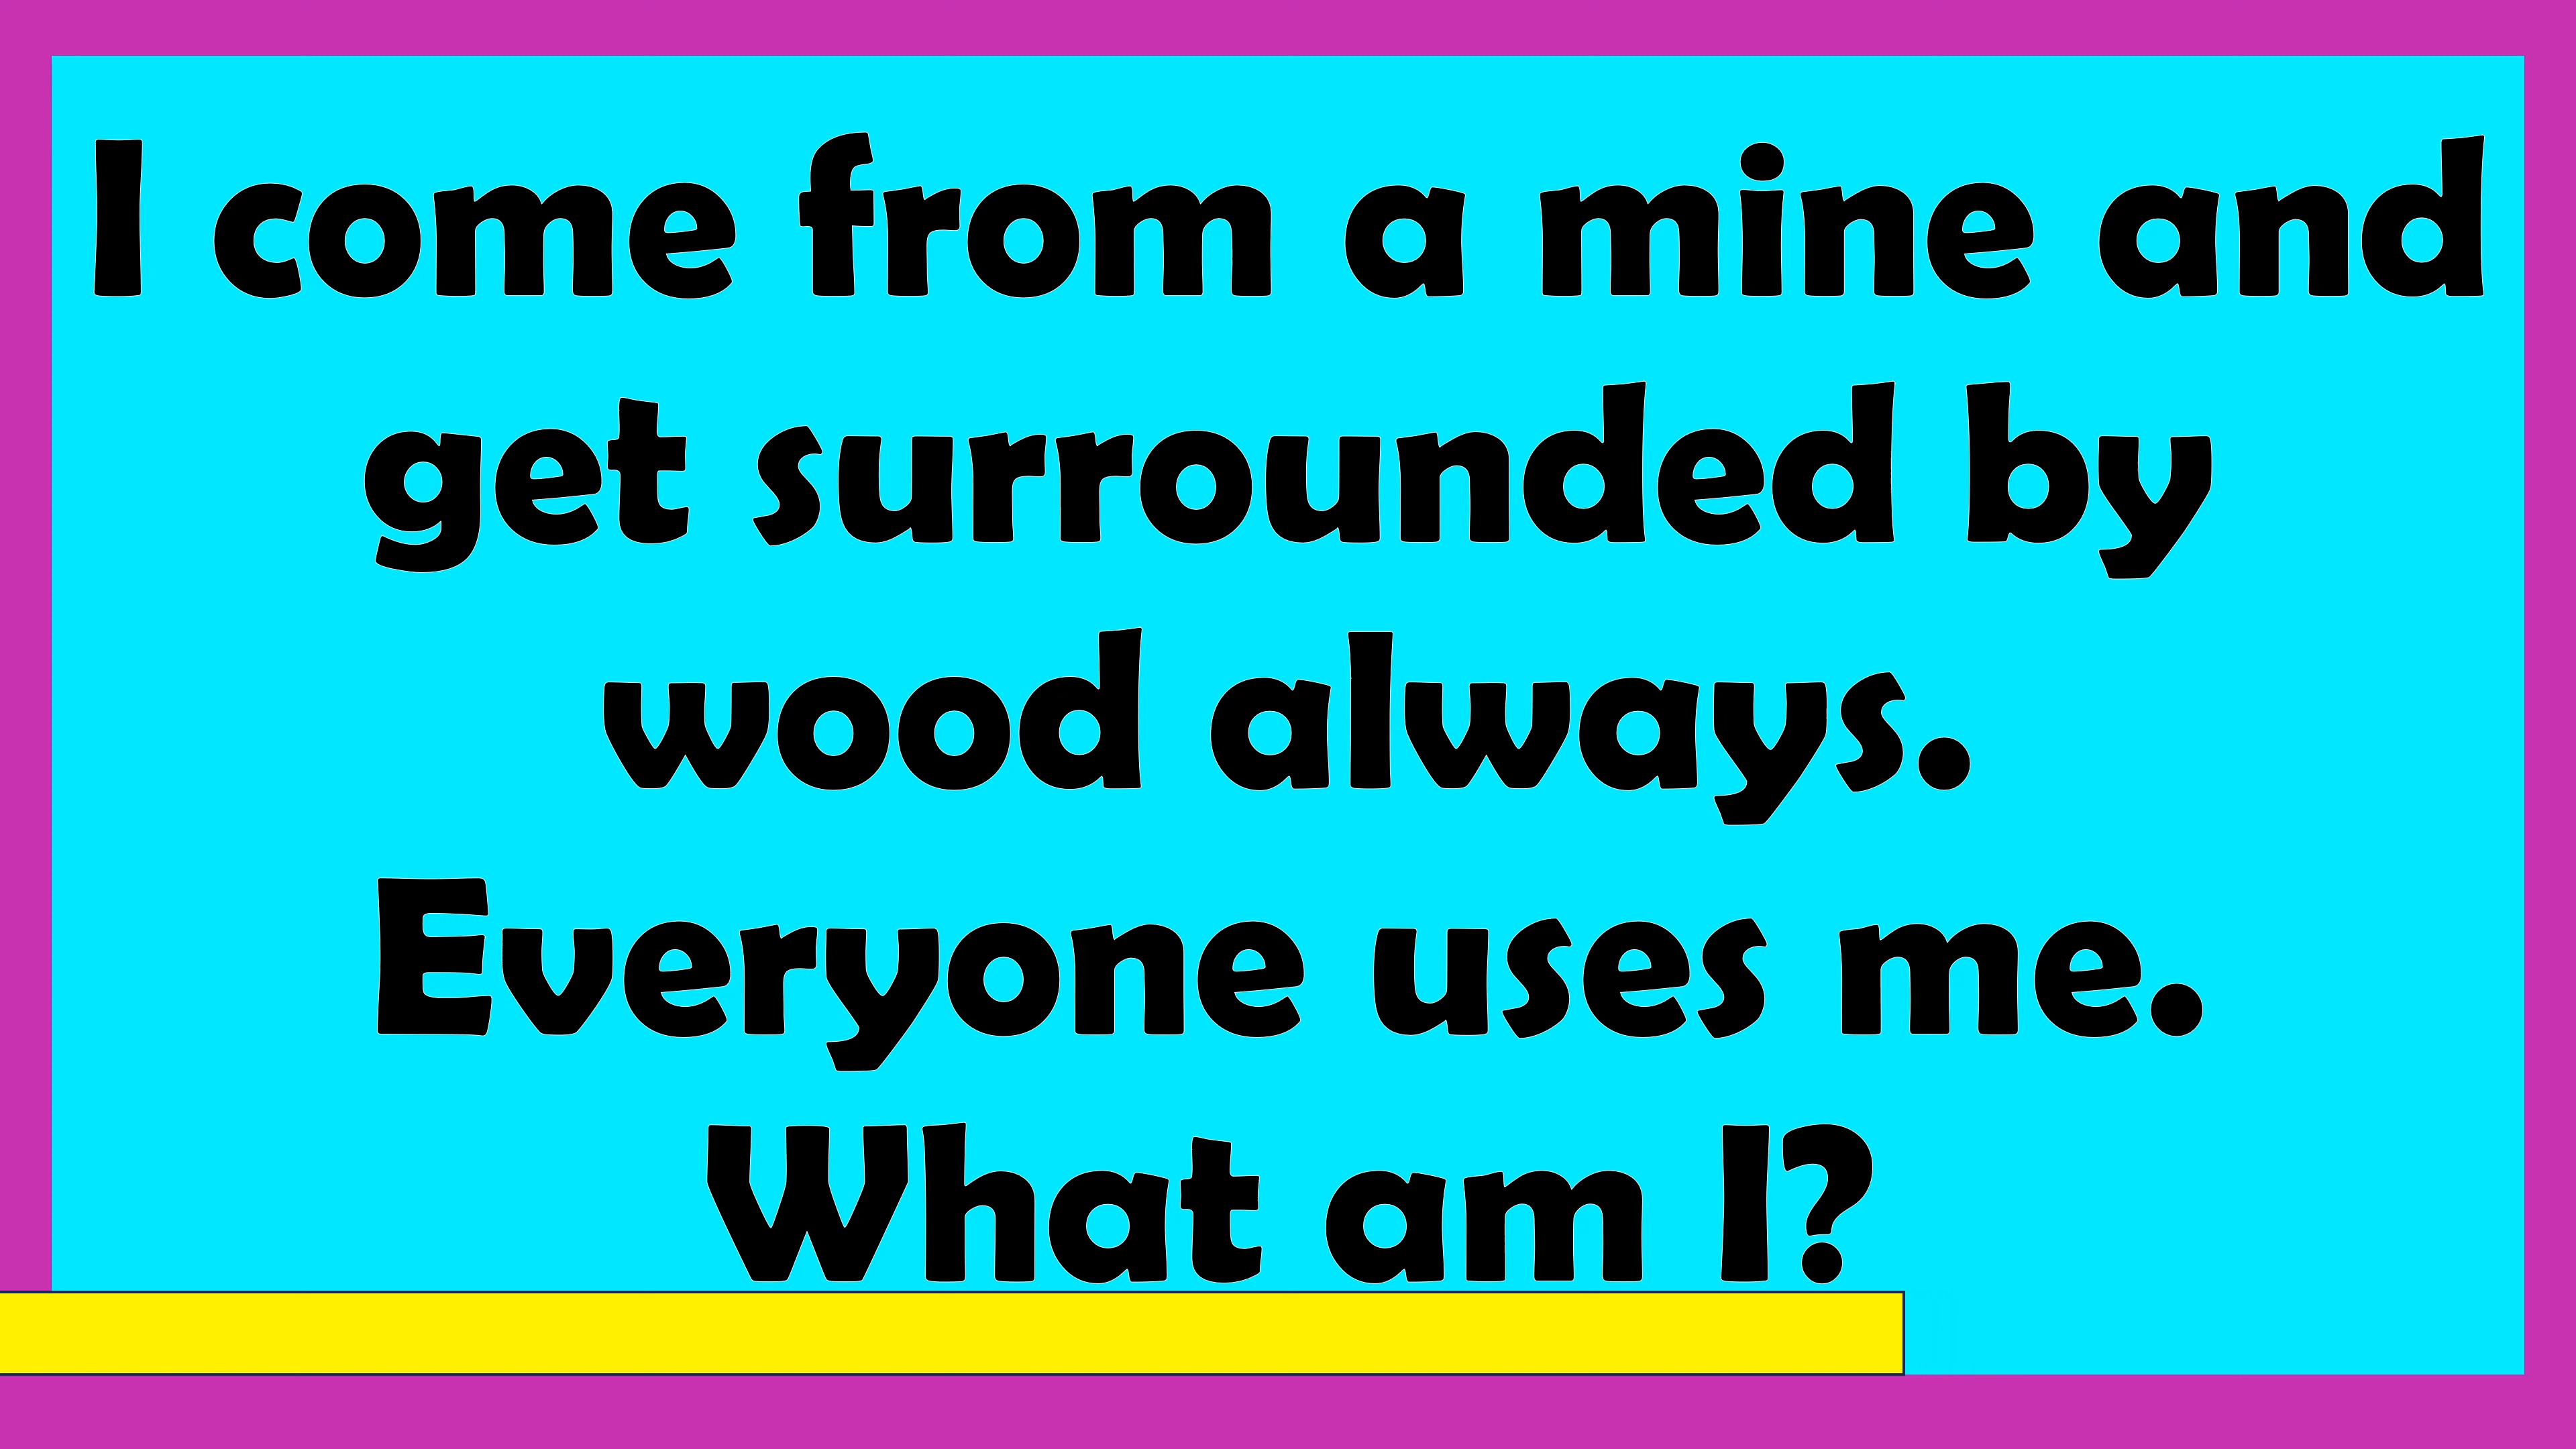 I come from a mine and
get surrounded by
wood always.
Everyone uses me.
What am I?